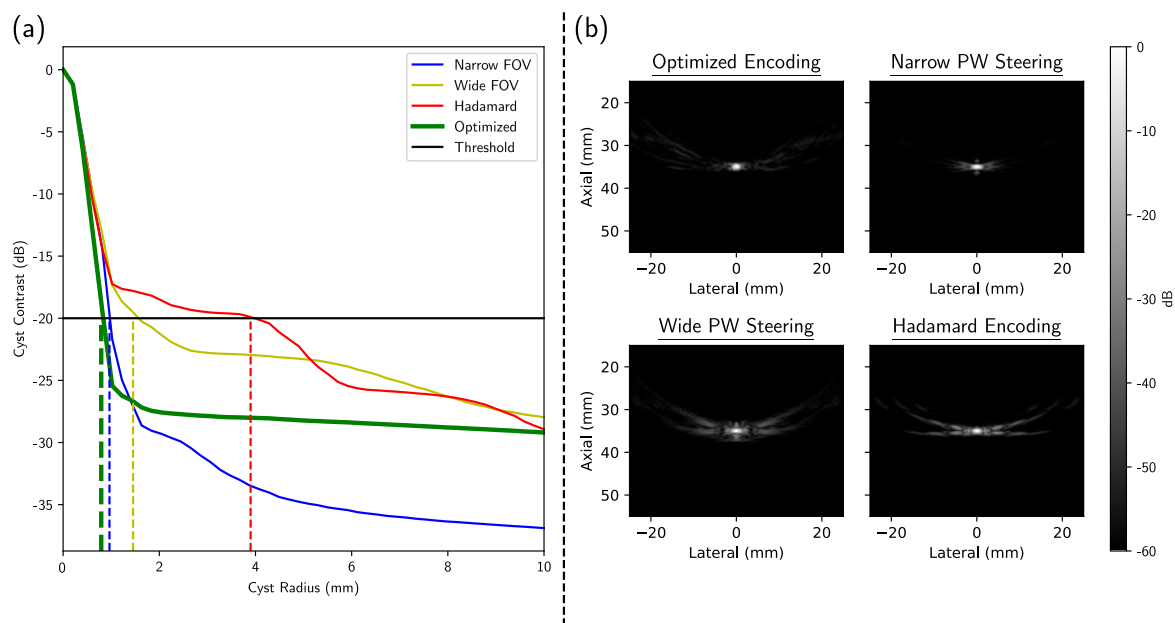 (a)
0
-5
-10
-15
-20
-25
-30
-35
Cyst Contrast (dB)
0 2 4 6 8 10
Cyst Radius (mm)
Narrow FOV
Wide FOV
Hadamard
Optimized
Threshold
(b)
Optimized Encoding
20
30
40
50
Axial (mm)
−20 0 20
Lateral (mm)
Narrow PW Steering
−20 0 20
Lateral (mm)
Wide PW Steering
20
30
40
50
Axial (mm)
−20 0 20
Lateral (mm)
Hadamard Encoding
−20 0 20
Lateral (mm)
0
-10
-20
-30
-40
-50
-60
dB